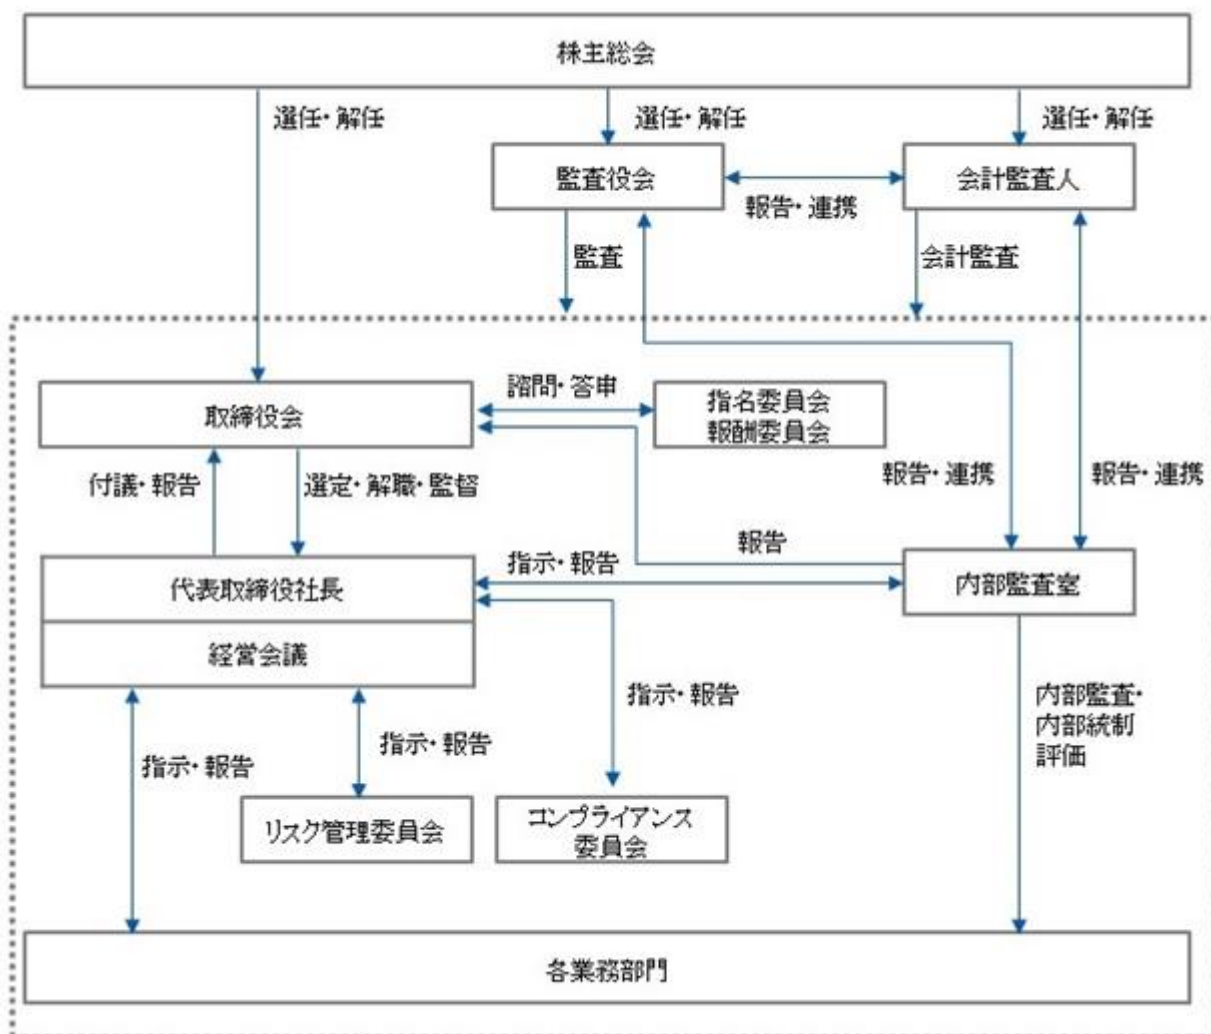 株主総会
選任・解任
選任・解任
選任・解任
監査役会
会計監査人
報告・連携
監査
会計監査
取締役会
諮問・答申
指名委員会
報酬委員会
付議・報告
選定・解職・監督
報告・連携
報告・連携
報告
指示・報告
代表取締役社長
内部監査室
経営会議
指示・報告
内部監査・
内部統制
評価
指示・報告
指示・報告
リスク管理委員会
コンプライアンス
委員会
各業務部門